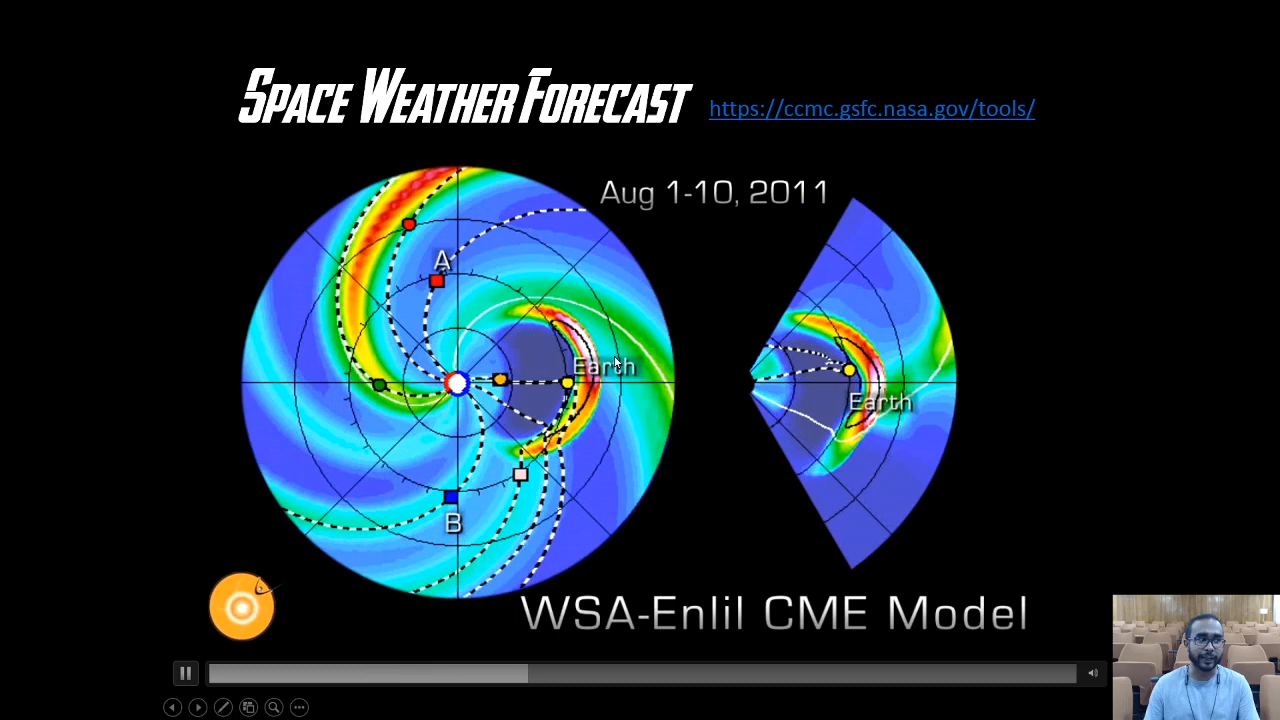 SPACE WEATHER FORECAST https://ccmc.gsfc.nasa.gov/tools/
Aug 1-10, 2011
A
Earth
Earth
B
WSA-Enlil CME Model